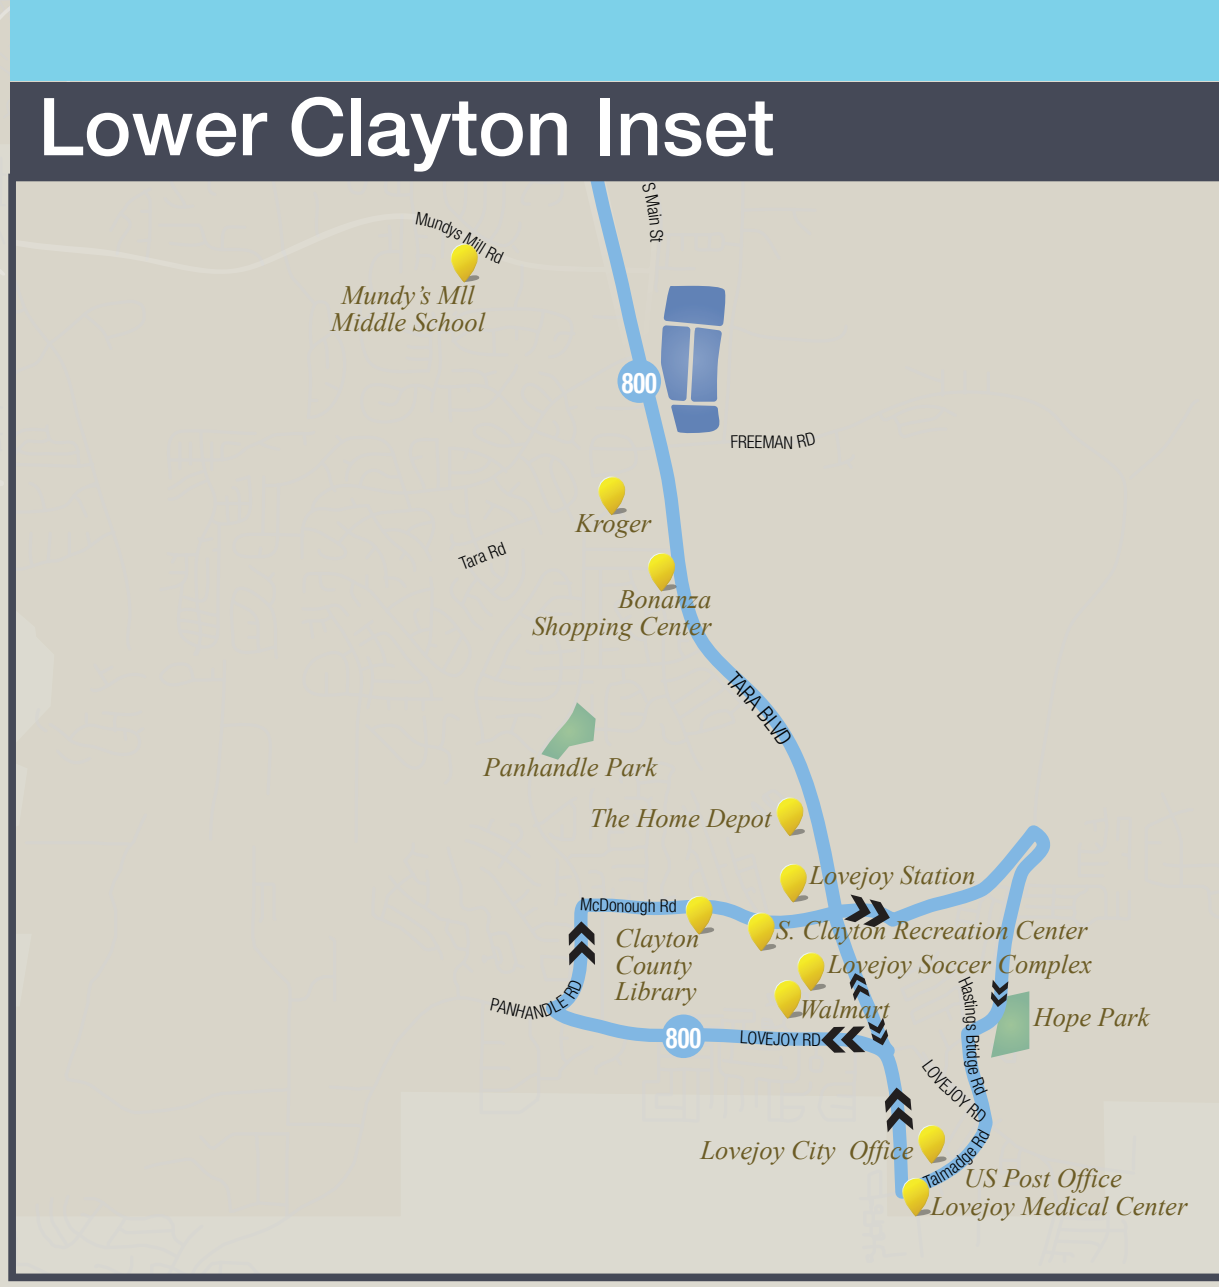 Lower Clayton Inset
S Main St
Mundys Mill Rd
Mundy's Mll
Middle School
800
FREEMAN RD
Kroger
Tara Rd
Bonanza
Shopping Center
TARA BLVD
Panhandle Park
The Home Depot
Lovejoy Station
McDonough Rd
S. Clayton Recreation Center
Clayton
County
Library
Lovejoy Soccer Complex
Walmart
PANHANDLE RD
Hastings Btidge Rd
Hope Park
800
LOVEJOY RD
LOVEJOY RD
Lovejoy City Office
Talmadge Rd
US Post Office
Lovejoy Medical Center